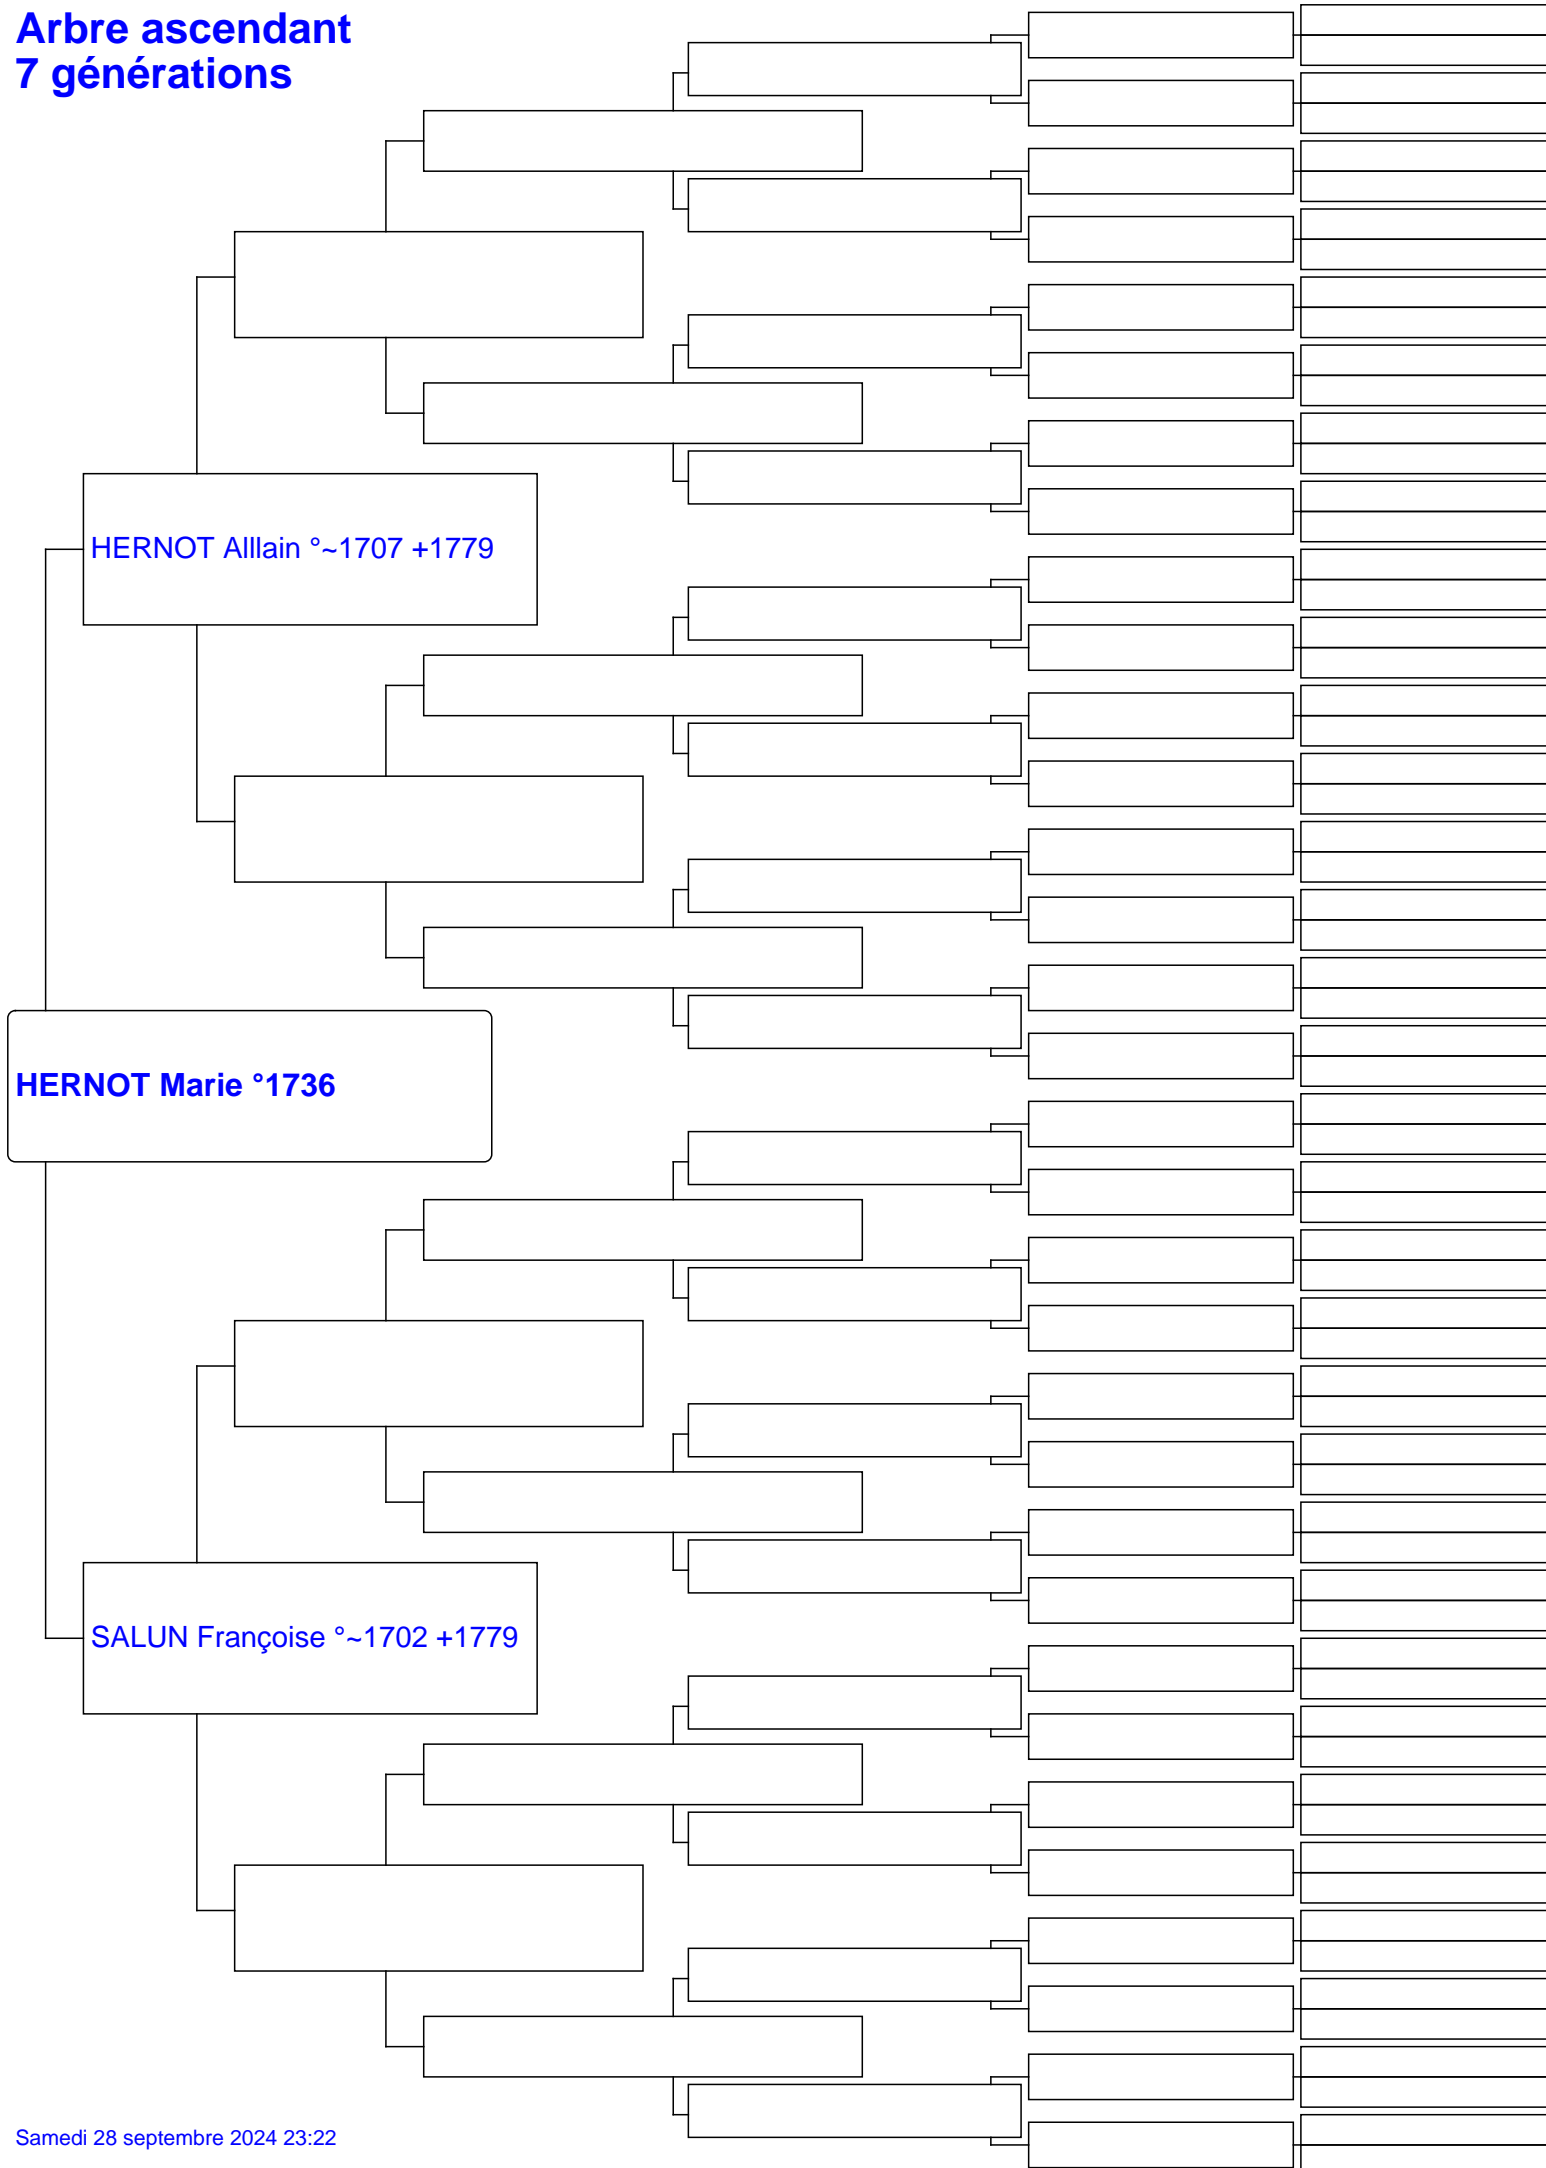 Arbre ascendant
7 générations
HERNOT Alllain °~1707 +1779
HERNOT Marie °1736
SALUN Françoise °~1702 +1779
Samedi 28 septembre 2024 23:22